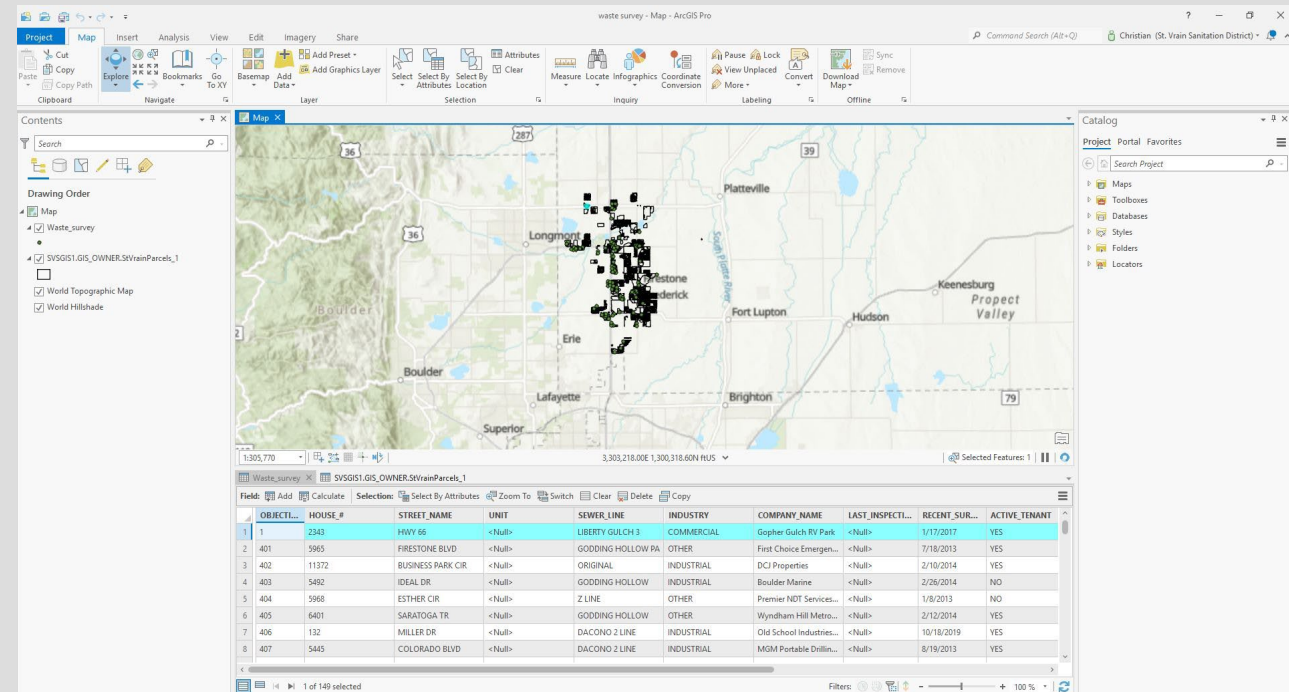 waste survey - Map - ArcGIS Pro
? 
Project Map Insert Analysis View Edit Imagery Share
Command Search (Alt+Q)
Christian (St. Vrain Sanitation District)
Paste
Cut
Copy
Copy Path
Clipboard
Explore
Bookmarks
Go To XY
Navigate
Basemap
Add Data
Add Preset
Add Graphics Layer
Layer
Select
Select By Attributes
Select By Location
Attributes
Clear
Selection
Measure
Locate
Infographics
Coordinate Conversion
Inquiry
Pause
Lock
View Unplaced
More
Convert
Labeling
Download Map
Sync
Remove
Offline
Contents
Search
Drawing Order
Map
Waste_survey
SVSGIS1.GIS_OWNER.StVrainParcels_1
World Topographic Map
World Hillshade
Map
287
36
39
Platteville
36
Longmont
South Platte River
Firestone
Frederick
Keenesburg
Propect Valley
Boulder
Fort Lupton
Hudson
Erie
Boulder
Lafayette
Brighton
79
Superior
1:305,770
3,303,218.00E 1,300,318.60N ftUS
Selected Features: 1
Waste_survey
SVSGIS1.GIS_OWNER.StVrainParcels_1
Field: Add Calculate Selection: Select By Attributes Zoom To Switch Clear Delete Copy
OBJECTI... HOUSE_# STREET_NAME UNIT SEWER_LINE INDUSTRY COMPANY_NAME LAST_INSPECTI... RECENT_SUR... ACTIVE_TENANT
1 1 2343 HWY 66 <Null> LIBERTY GULCH 3 COMMERCIAL Gopher Gulch RV Park <Null> 1/17/2017 YES
2 401 5965 FIRESTONE BLVD <Null> GODDING HOLLOW PA OTHER First Choice Emergen... <Null> 7/18/2013 YES
3 402 11372 BUSINESS PARK CIR <Null> ORIGINAL INDUSTRIAL DCJ Properties <Null> 2/10/2014 YES
4 403 5492 IDEAL DR <Null> GODDING HOLLOW INDUSTRIAL Boulder Marine <Null> 2/26/2014 NO
5 404 5968 ESTHER CIR <Null> Z LINE OTHER Premier NDT Services... <Null> 1/8/2013 NO
6 405 6401 SARATOGA TR <Null> GODDING HOLLOW OTHER Wyndham Hill Metro... <Null> 2/12/2014 YES
7 406 132 MILLER DR <Null> DACONO 2 LINE INDUSTRIAL Old School Industries... <Null> 10/18/2019 YES
8 407 5445 COLORADO BLVD <Null> DACONO 2 LINE INDUSTRIAL MGM Portable Drillin... <Null> 8/19/2013 YES
1 of 149 selected
Filters:
100 %
Catalog
Project Portal Favorites
Search Project
Maps
Toolboxes
Databases
Styles
Folders
Locators